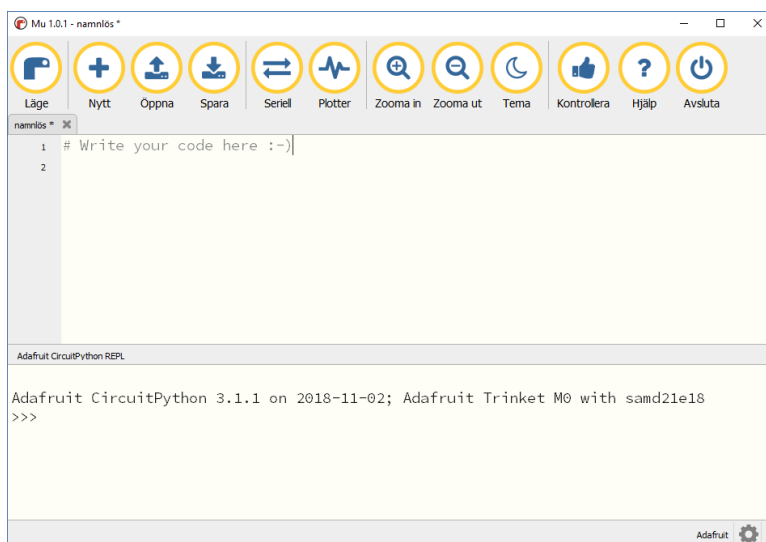 Mu 1.0.1 - namnlös *
Läge Nytt Öppna Spara Seriell Plotter Zooma in Zooma ut Tema Kontrollera Hjälp Avsluta
namnlös *
1 # Write your code here :-)
2
Adafruit CircuitPython REPL
Adafruit CircuitPython 3.1.1 on 2018-11-02; Adafruit Trinket M0 with samd21e18
>>>
Adafruit